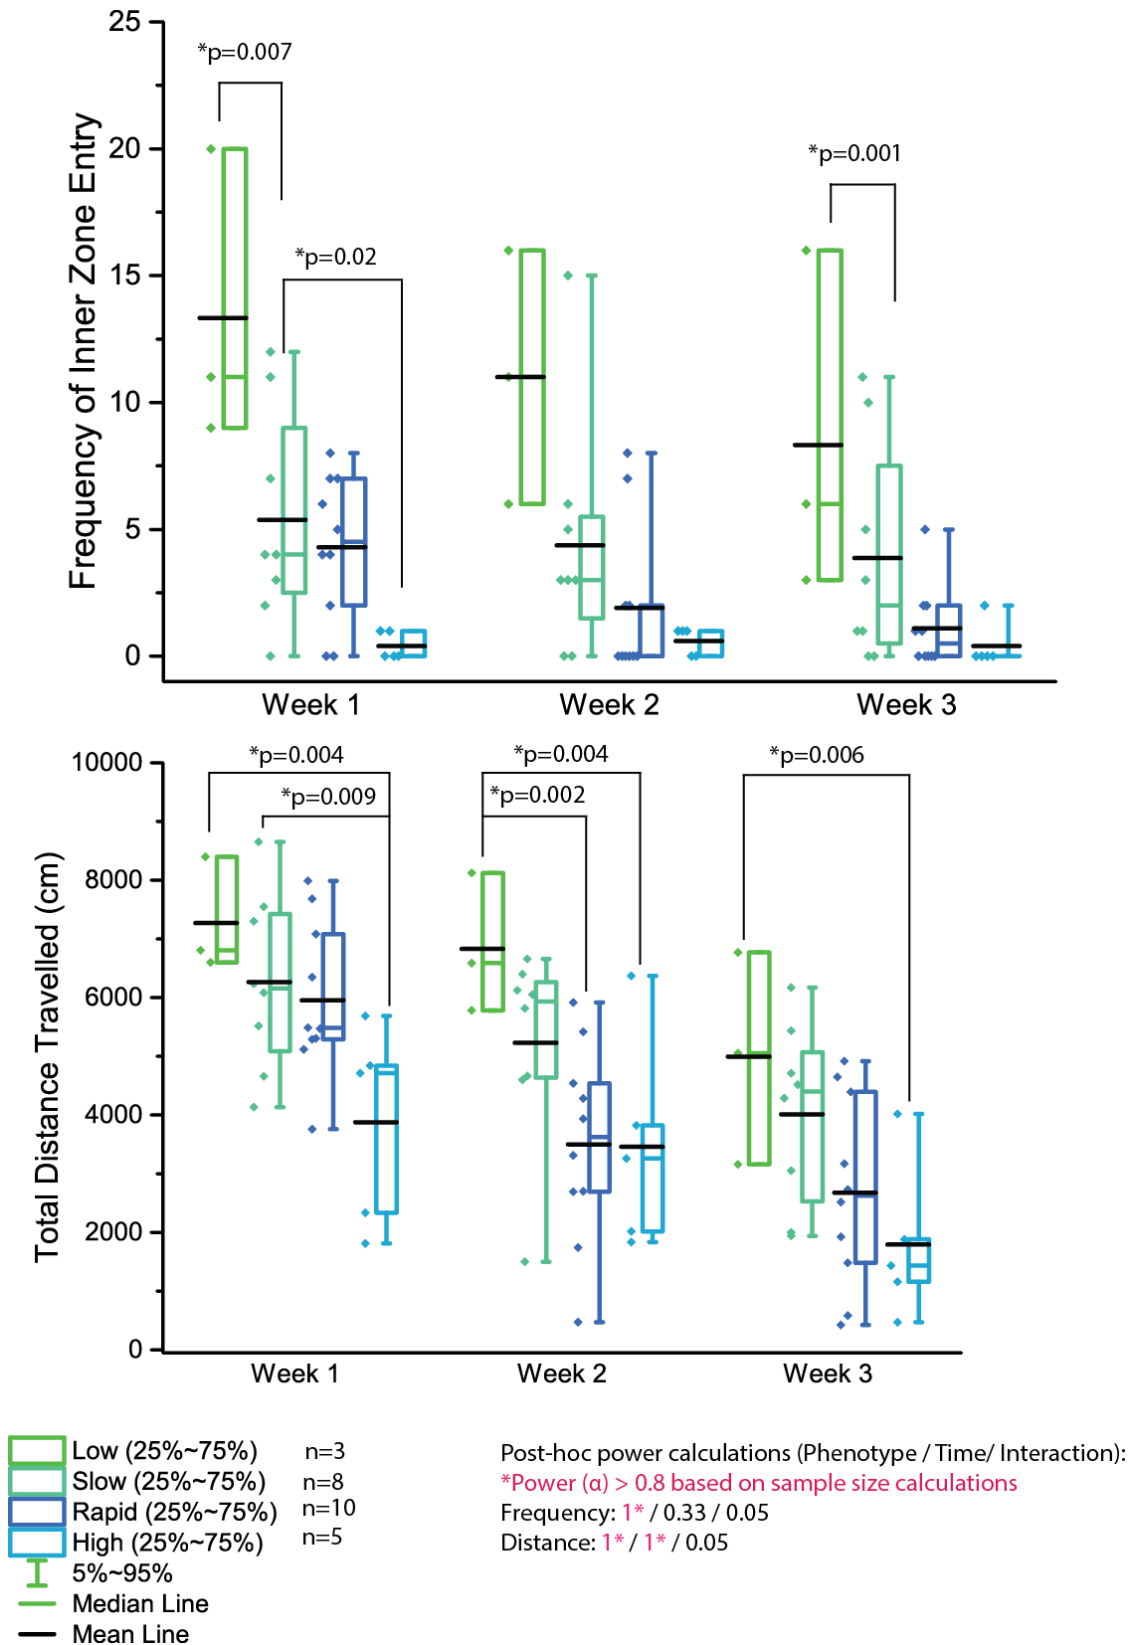 25
*p=0.007
20
*p=0.001
*p=0.02
15
10
5
0
Frequency of Inner Zone Entry
Week 1
Week 2
Week 3
10000
*p=0.004
*p=0.004
*p=0.006
*p=0.009
*p=0.002
8000
6000
4000
2000
0
Total Distance Travelled (cm)
Week 1
Week 2
Week 3
Low (25%~75%) n=3
Slow (25%~75%) n=8
Rapid (25%~75%) n=10
High (25%~75%) n=5
5%~95%
Median Line
Mean Line
Post-hoc power calculations (Phenotype / Time/ Interaction):
*Power (α) > 0.8 based on sample size calculations
Frequency: 1* / 0.33 / 0.05
Distance: 1* / 1* / 0.05